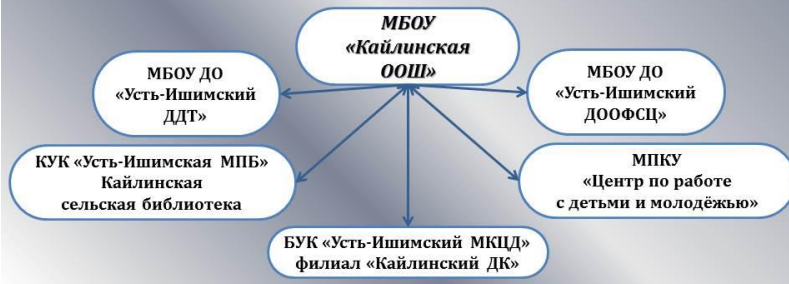 МБОУ
«Кайлинская
ООШ»
МБОУ ДО
«Усть-Ишимский
ДДТ»
МБОУ ДО
«Усть-Ишимский
ДООФСЦ»
КУК «Усть-Ишимская МПБ»
Кайлинская
сельская библиотека
МПКУ
«Центр по работе
с детьми и молодёжью»
БУК «Усть-Ишимский МКЦД»
филиал «Кайлинский ДК»